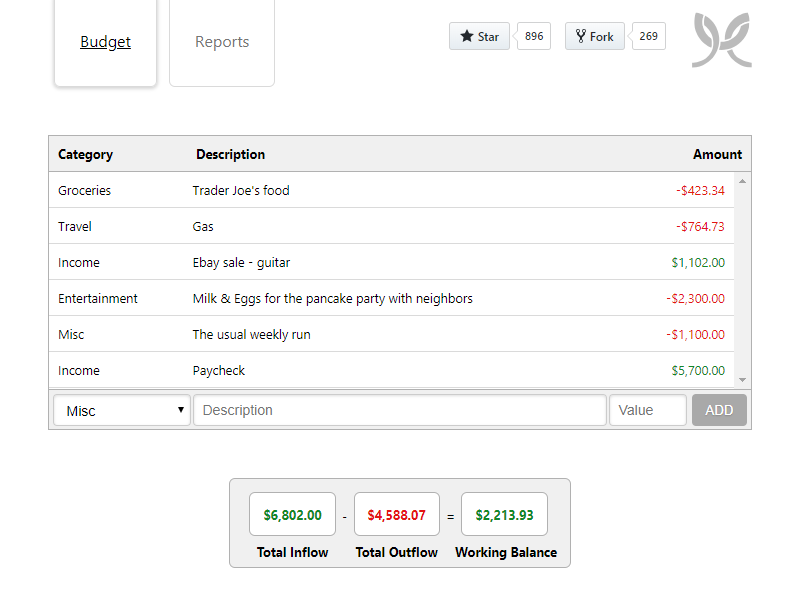 Budget Reports Star 896 Fork 269
Category Description Amount
Groceries Trader Joe's food -$423.34
Travel Gas -$764.73
Income Ebay sale - guitar $1,102.00
Entertainment Milk & Eggs for the pancake party with neighbors -$2,300.00
Misc The usual weekly run -$1,100.00
Income Paycheck $5,700.00
Misc Description Value ADD
$6,802.00 - $4,588.07 = $2,213.93
Total Inflow Total Outflow Working Balance